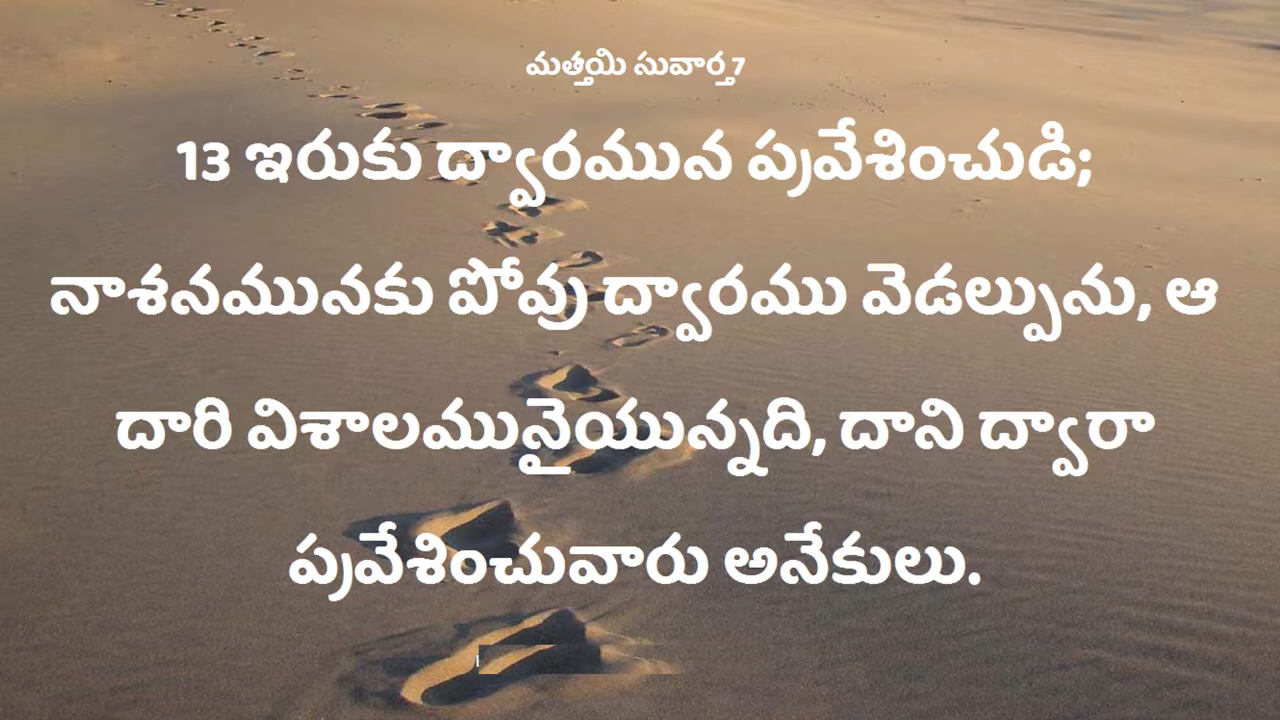 మత్తయి సువార్త 7
13 ఇరుకు ద్వారమున ప్రవేశించుడి;
నాశనమునకు పోవు ద్వారము వెడల్పును, ఆ
దారి విశాలమునైయున్నది, దాని ద్వారా
ప్రవేశించువారు అనేకులు.